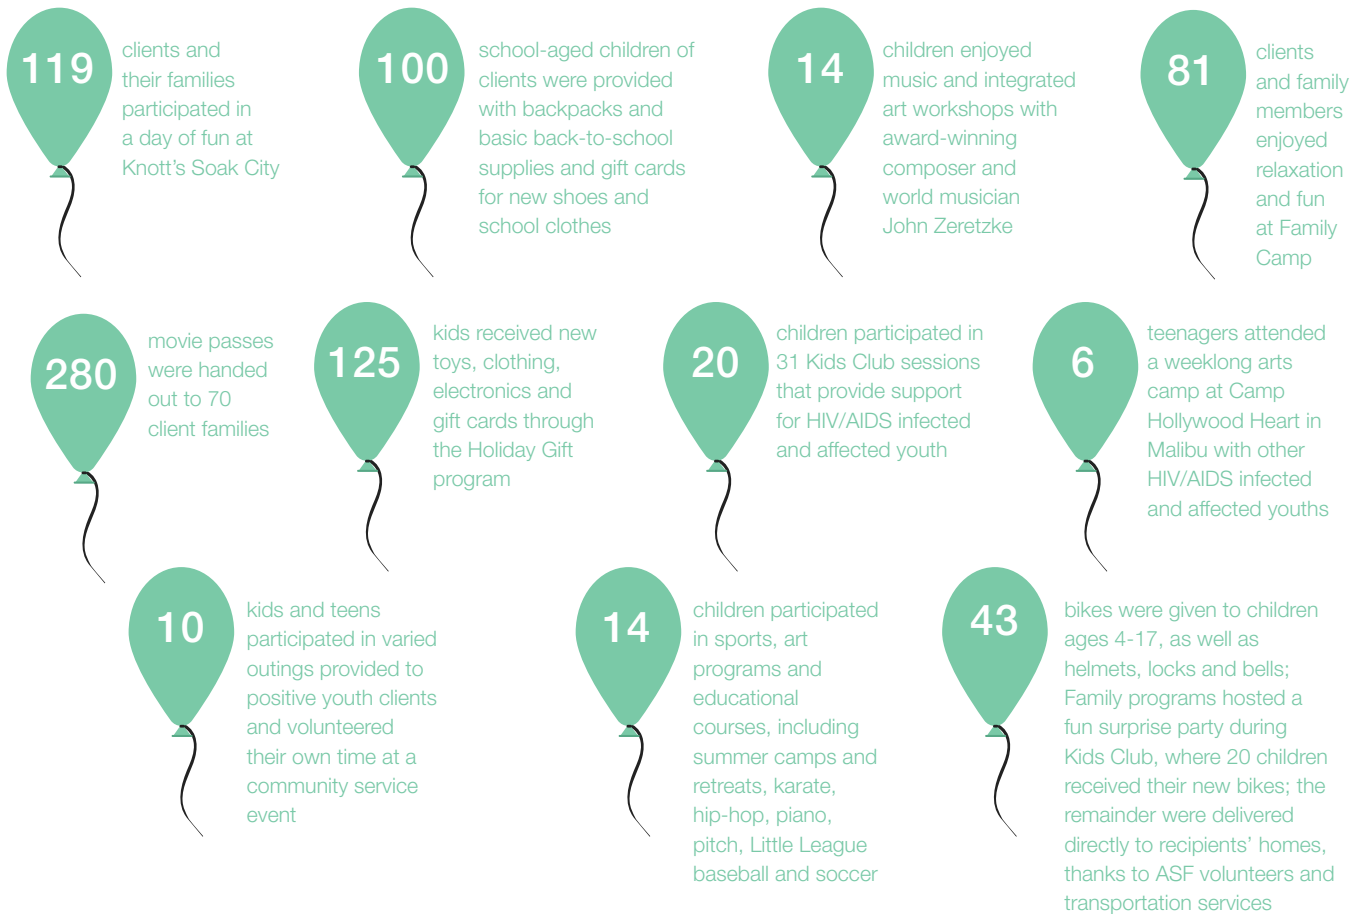 119
clients and
their families
participated in
a day of fun at
Knott’s Soak City
100
school-aged children of
clients were provided
with backpacks and
basic back-to-school
supplies and gift cards
for new shoes and
school clothes
14
children enjoyed
music and integrated
art workshops with
award-winning
composer and
world musician
John Zeretzke
81
clients
and family
members
enjoyed
relaxation
and fun
at Family
Camp
280
movie passes
were handed
out to 70
client families
125
kids received new
toys, clothing,
electronics and
gift cards through
the Holiday Gift
program
20
children participated in
31 Kids Club sessions
that provide support
for HIV/AIDS infected
and affected youth
6
teenagers attended
a weeklong arts
camp at Camp
Hollywood Heart in
Malibu with other
HIV/AIDS infected
and affected youths
10
kids and teens
participated in varied
outings provided to
positive youth clients
and volunteered
their own time at a
community service
event
14
children participated
in sports, art
programs and
educational
courses, including
summer camps and
retreats, karate,
hip-hop, piano,
pitch, Little League
baseball and soccer
43
bikes were given to children
ages 4-17, as well as
helmets, locks and bells;
Family programs hosted a
fun surprise party during
Kids Club, where 20 children
received their new bikes; the
remainder were delivered
directly to recipients’ homes,
thanks to ASF volunteers and
transportation services